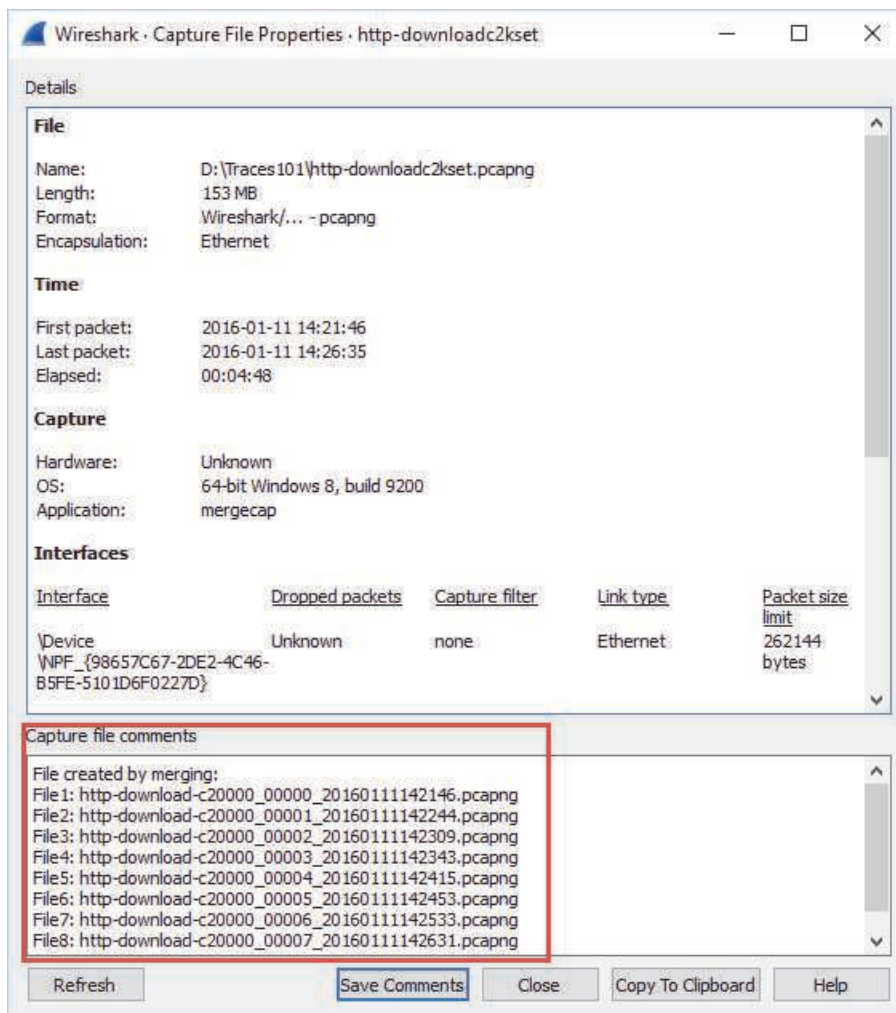 Wireshark · Capture File Properties · http-downloadc2kset
Details
File
Name: D:\Traces101\http-downloadc2kset.pcapng
Length: 153 MB
Format: Wireshark/... - pcapng
Encapsulation: Ethernet
Time
First packet: 2016-01-11 14:21:46
Last packet: 2016-01-11 14:26:35
Elapsed: 00:04:48
Capture
Hardware: Unknown
OS: 64-bit Windows 8, build 9200
Application: mergecap
Interfaces
Interface Dropped packets Capture filter Link type Packet size
limit
\Device Unknown none Ethernet 262144
\NPF_{98657C67-2DE2-4C46- bytes
B5FE-5101D6F0227D}
Capture file comments
File created by merging:
File1: http-download-c20000_00000_20160111142146.pcapng
File2: http-download-c20000_00001_20160111142244.pcapng
File3: http-download-c20000_00002_20160111142309.pcapng
File4: http-download-c20000_00003_20160111142343.pcapng
File5: http-download-c20000_00004_20160111142415.pcapng
File6: http-download-c20000_00005_20160111142453.pcapng
File7: http-download-c20000_00006_20160111142533.pcapng
File8: http-download-c20000_00007_20160111142631.pcapng
Refresh Save Comments Close Copy To Clipboard Help